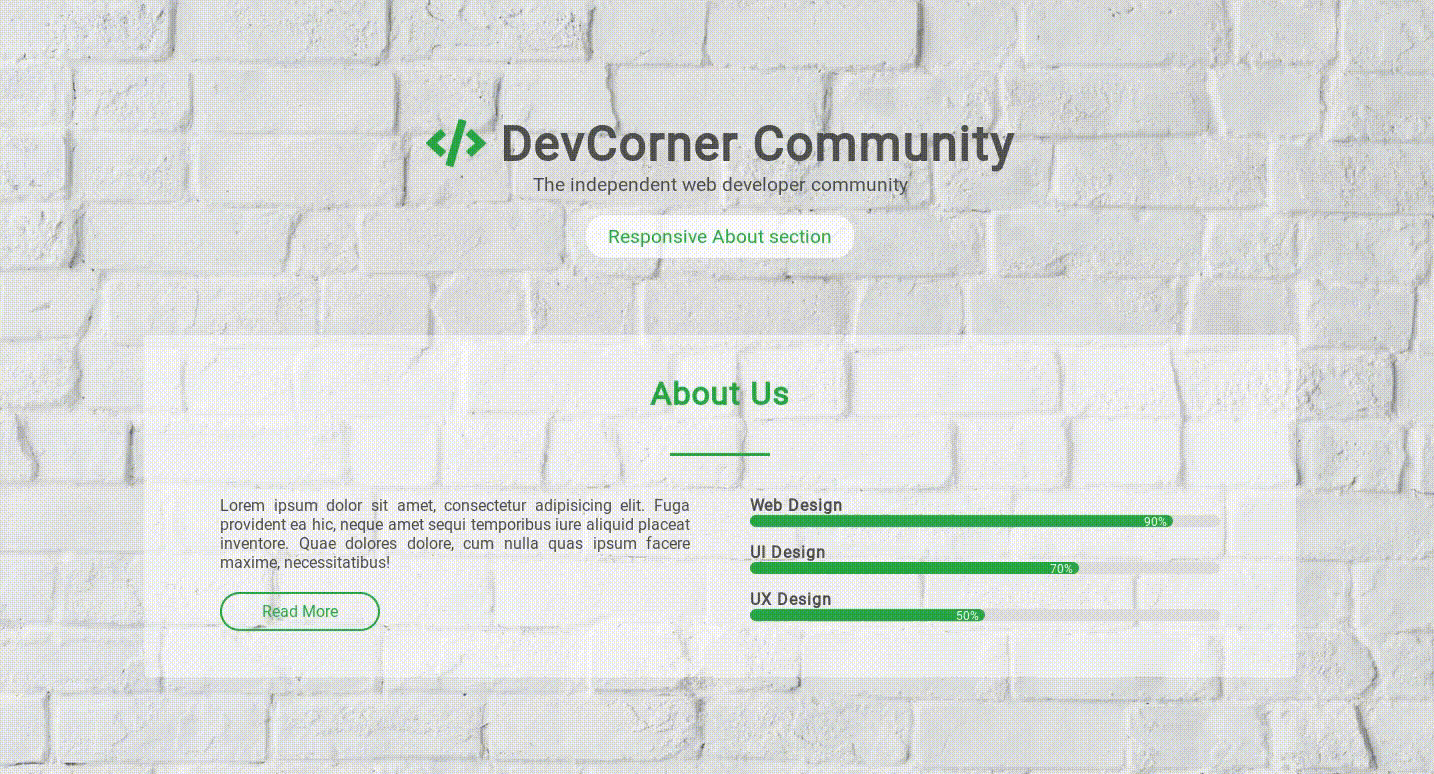 DevCorner Community
The independent web developer community
Responsive About section
About Us
Lorem ipsum dolor sit amet, consectetur adipisicing elit. Fuga
provident ea hic, neque amet sequi temporibus iure aliquid placeat
inventore. Quae dolores dolore, cum nulla quas ipsum facere
maxime, necessitatibus!
Read More
Web Design
90%
UI Design
70%
UX Design
50%